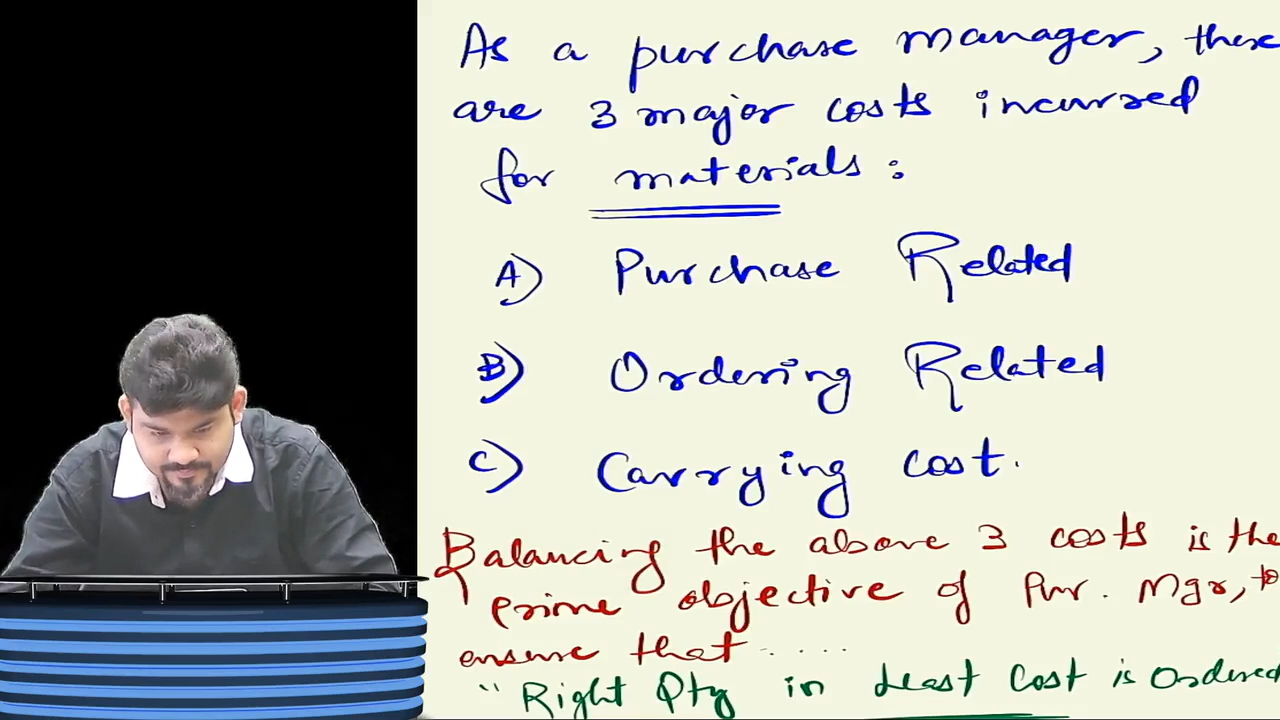 As a purchase manager, there
are 3 major costs incurred
for materials:
A) Purchase Related
B) Ordering Related
C) Carrying cost.
Balancing the above 3 costs is the
prime objective of Pur. Mgr, to
ensure that .....
"Right Qty in Least Cost is Ordered